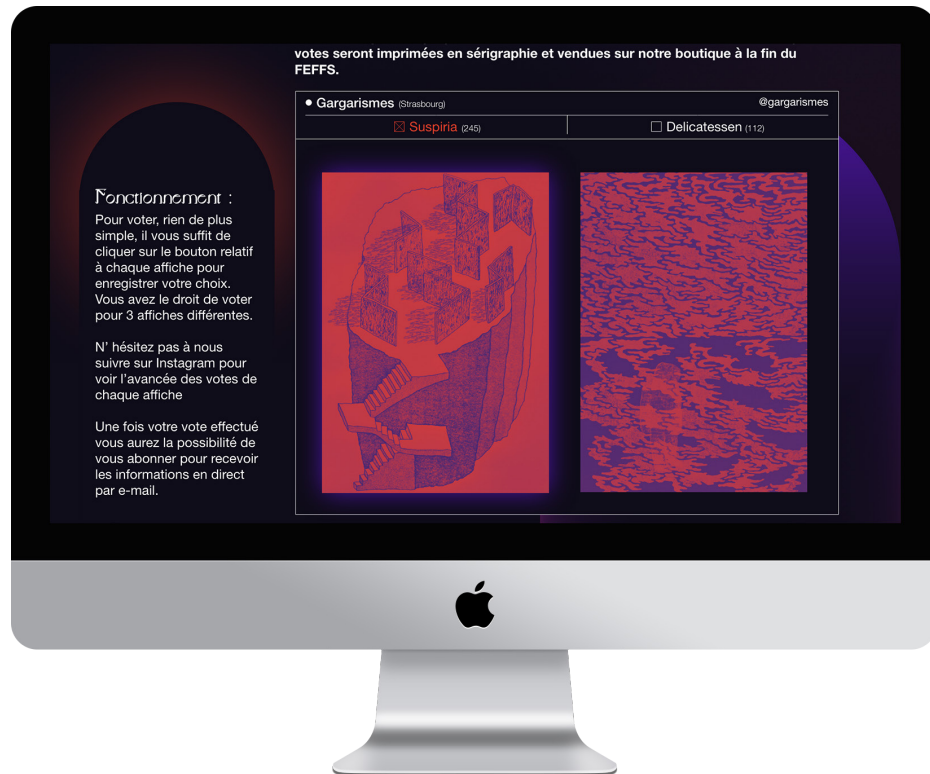 votes seront imprimées en sérigraphie et vendues sur notre boutique à la fin du
FEFFS.
Gargarismes (Strasbourg)
@gargarismes
Suspiria (245)
Delicatessen (112)
Fonctionnement :
Pour voter, rien de plus
simple, il vous suffit de
cliquer sur le bouton relatif
à chaque affiche pour
enregistrer votre choix.
Vous avez le droit de voter
pour 3 affiches différentes.
N’ hésitez pas à nous
suivre sur Instagram pour
voir l’avancée des votes de
chaque affiche
Une fois votre vote effectué
vous aurez la possibilité de
vous abonner pour recevoir
les informations en direct
par e-mail.